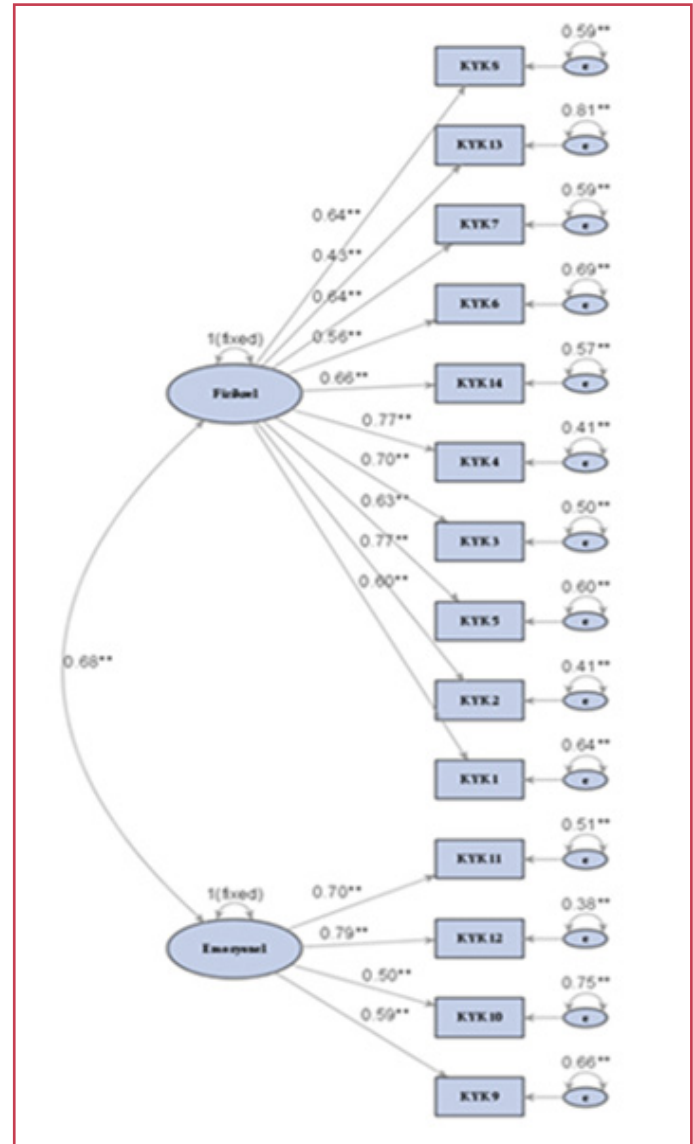 0.59**
KYK8
e
0.81**
KYK13
e
0.59**
0.64**
KYK7
e
0.43**
0.69**
0.64**
KYK6
e
1(fixed)
0.56**
0.57**
0.66**
KYK14
e
Fiziksel
0.77**
0.41**
0.70**
KYK4
e
0.63**
0.50**
0.77**
KYK3
e
0.60**
0.60**
KYK5
e
0.68**
0.41**
KYK2
e
0.64**
KYK1
e
0.51**
KYK11
e
1(fixed)
0.70**
0.38**
0.79**
KYK12
e
Emosyonel
0.50**
0.75**
0.59**
KYK10
e
0.66**
KYK9
e